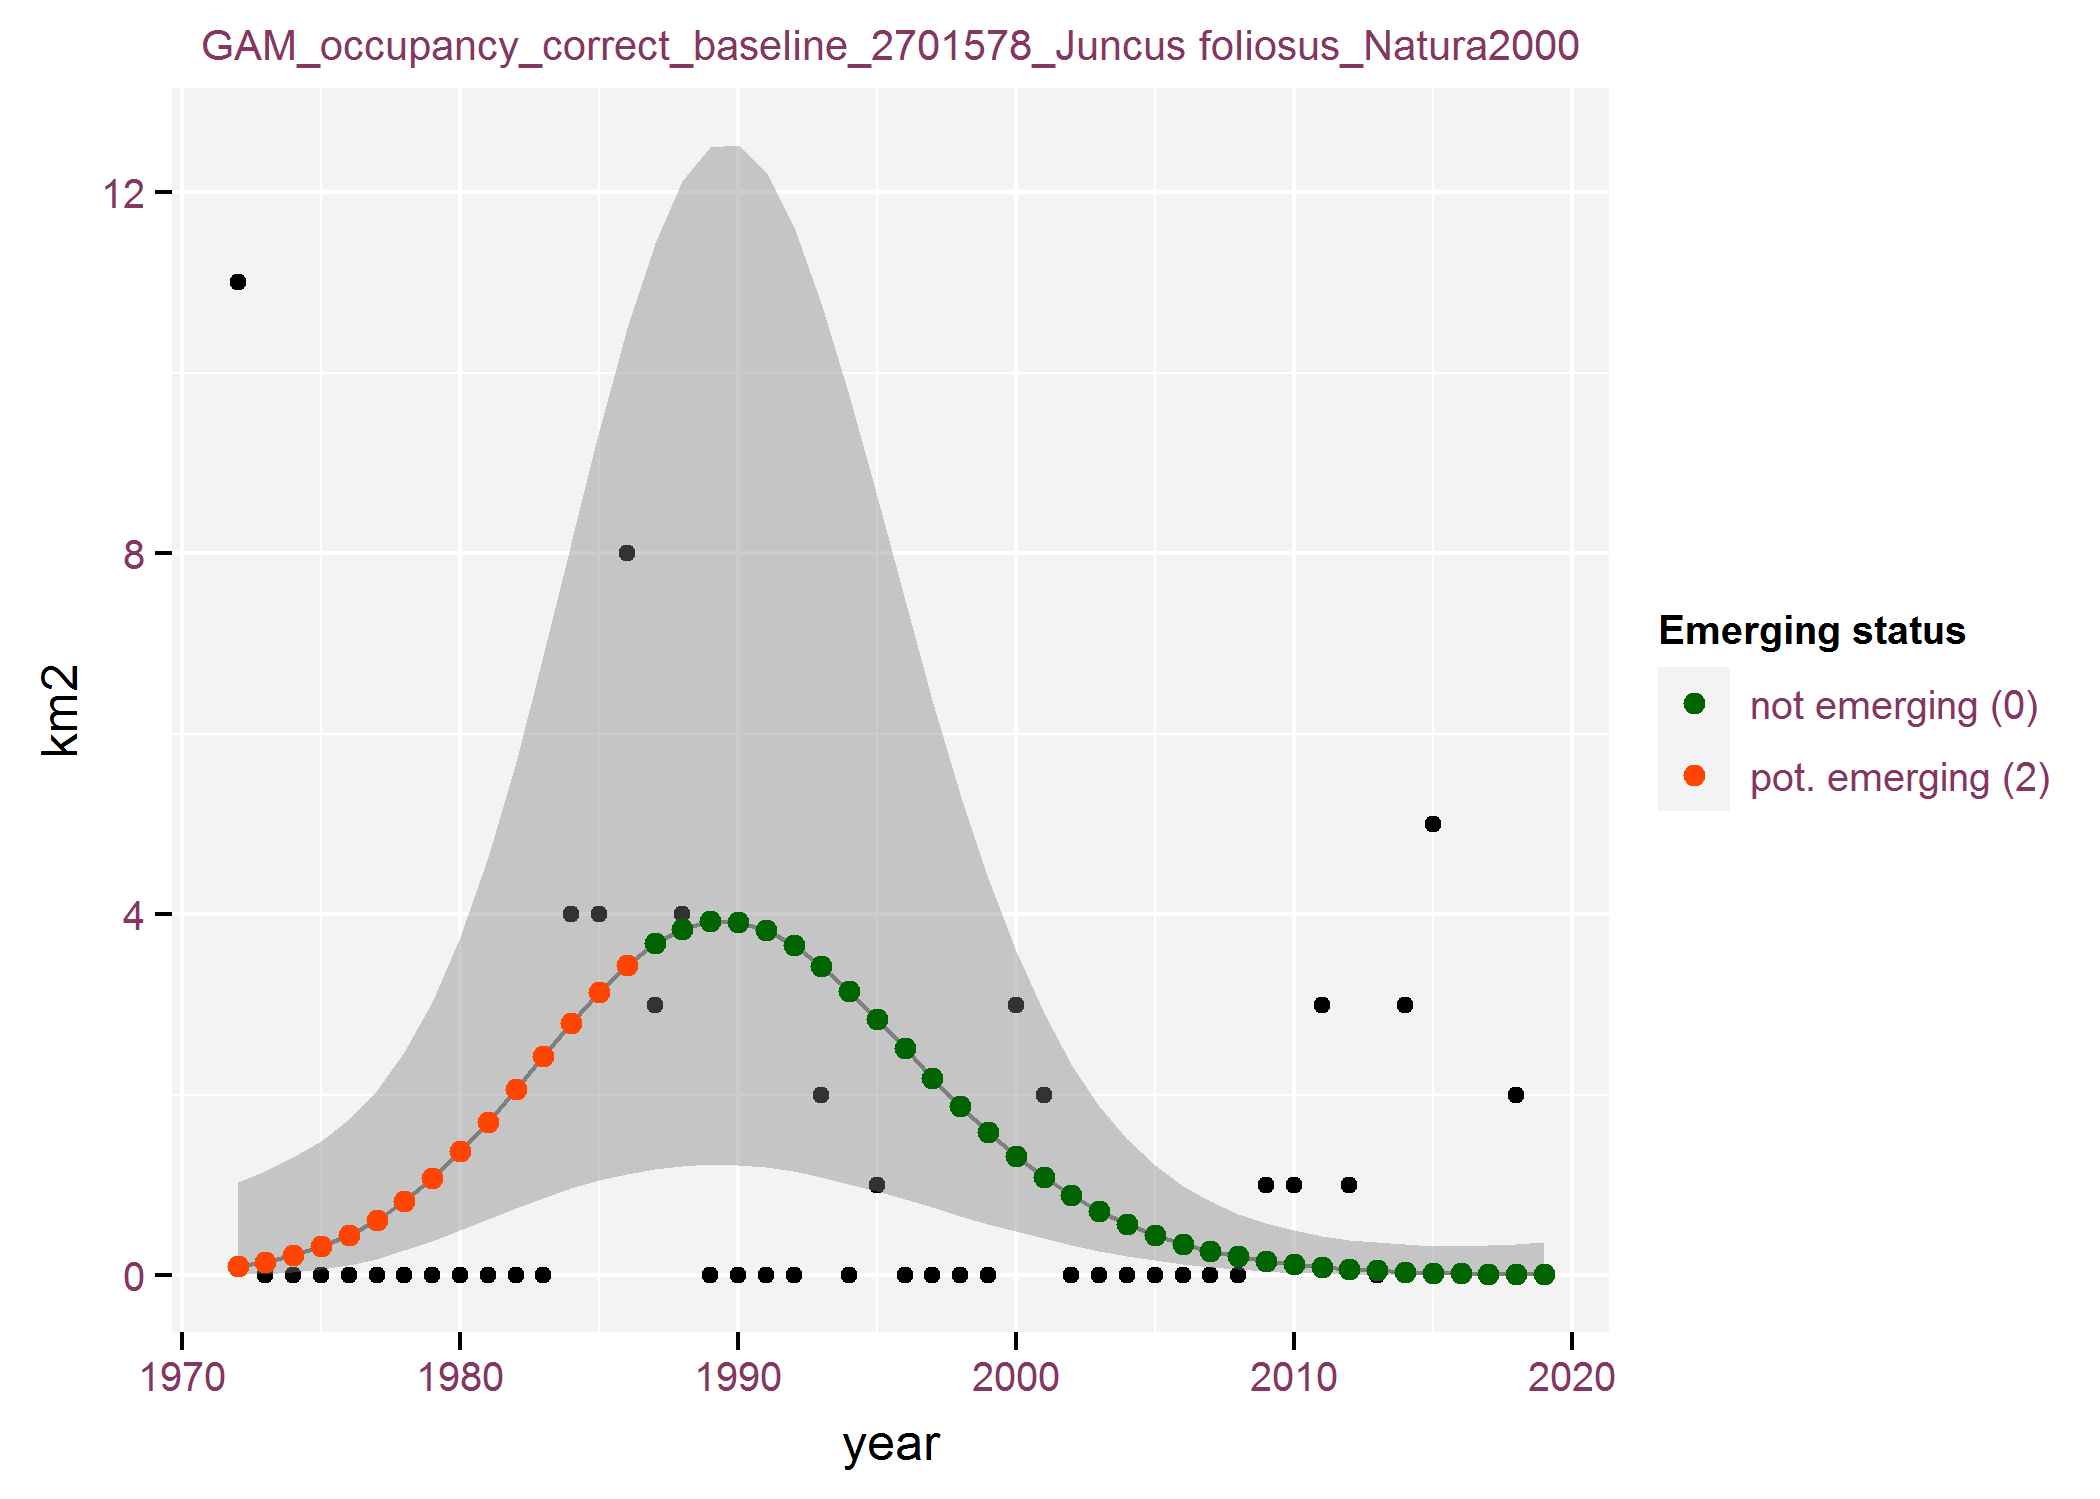 GAM_occupancy_correct_baseline_2701578_Juncus foliosus_Natura2000
12
8
4
0
km2
1970 1980 1990 2000 2010 2020
year
Emerging status
not emerging (0)
pot. emerging (2)